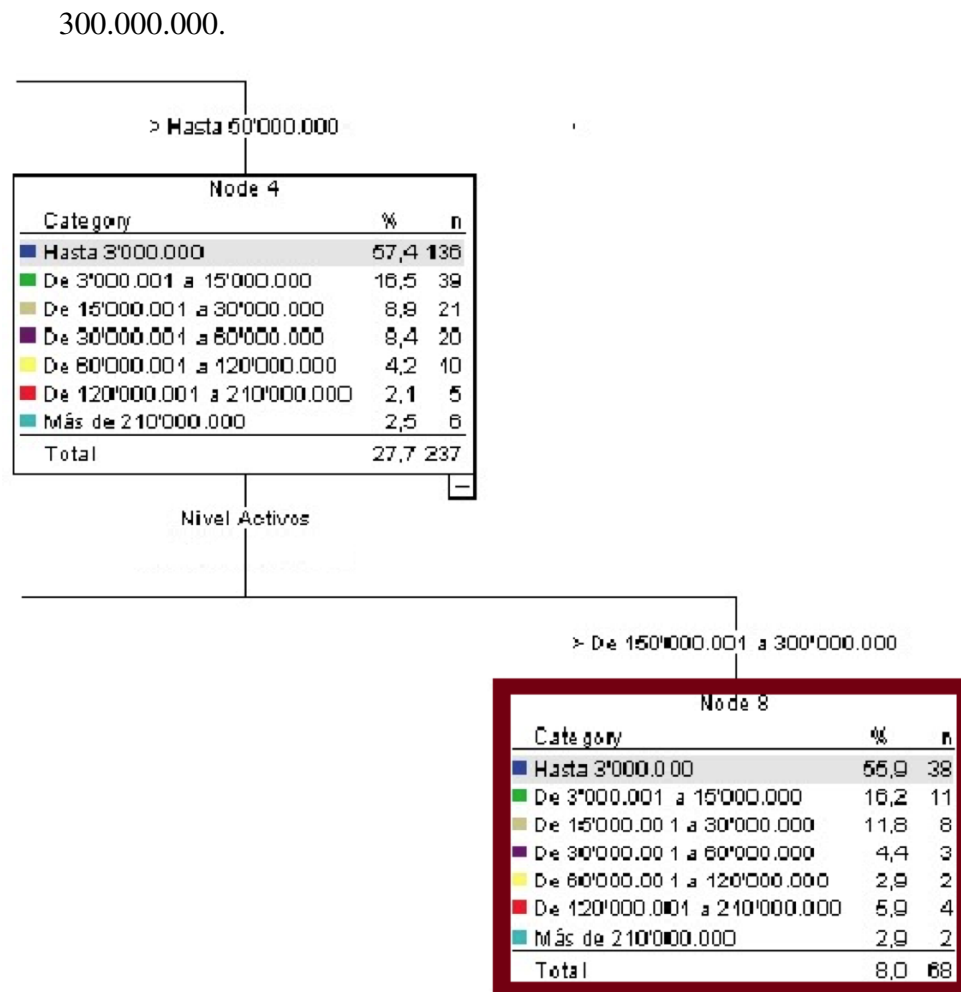 300.000.000.
> Hasta 50'000.000
Node 4
Category % n
Hasta 3'000.000 57,4 136
De 3'000.001 a 15'000.000 16,5 39
De 15'000.001 a 30'000.000 8,9 21
De 30'000.001 a 60'000.000 8,4 20
De 60'000.001 a 120'000.000 4,2 10
De 120'000.001 a 210'000.000 2,1 5
Más de 210'000.000 2,5 6
Total 27,7 237
Nivel Activos
> De 150'000.001 a 300'000.000
Node 8
Category % n
Hasta 3'000.000 55,9 38
De 3'000.001 a 15'000.000 16,2 11
De 15'000.001 a 30'000.000 11,8 8
De 30'000.001 a 60'000.000 4,4 3
De 60'000.001 a 120'000.000 2,9 2
De 120'000.001 a 210'000.000 5,9 4
Más de 210'000.000 2,9 2
Total 8,0 68